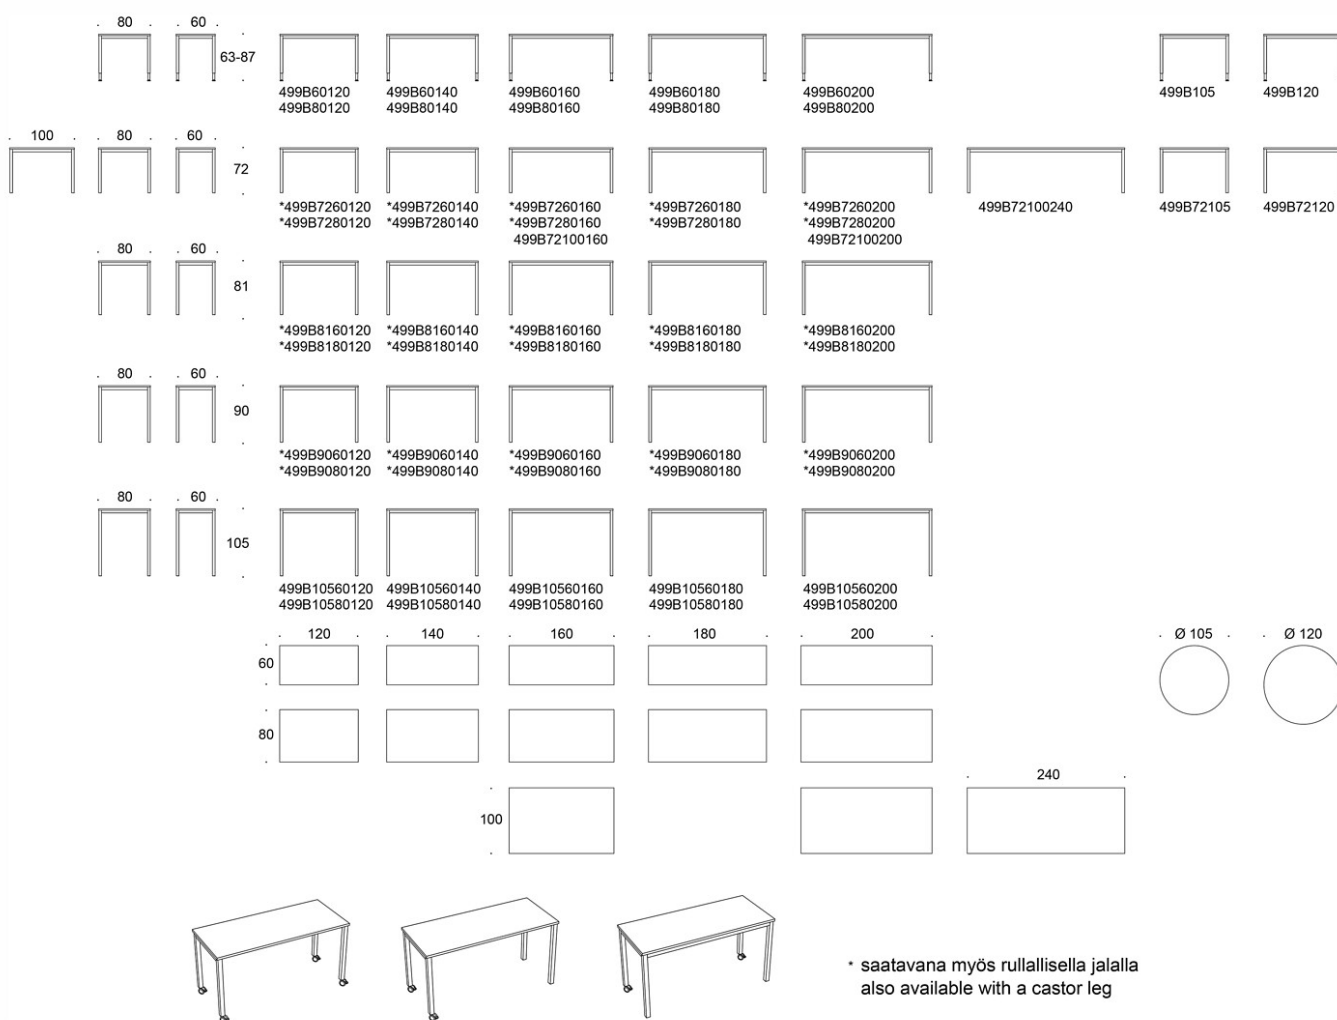 80 60
63-87
499B60120 499B60140 499B60160 499B60180 499B60200 499B105 499B120
499B80120 499B80140 499B80160 499B80180 499B80200
100 80 60
72
*499B7260120 *499B7260140 *499B7260160 *499B7260180 *499B7260200 499B72100240 499B72105 499B72120
*499B7280120 *499B7280140 *499B7280160 *499B7280180 *499B7280200
499B72100160 499B72100200
80 60
81
*499B8160120 *499B8160140 *499B8160160 *499B8160180 *499B8160200
*499B8180120 *499B8180140 *499B8180160 *499B8180180 *499B8180200
80 60
90
*499B9060120 *499B9060140 *499B9060160 *499B9060180 *499B9060200
*499B9080120 *499B9080140 *499B9080160 *499B9080180 *499B9080200
80 60
105
499B10560120 499B10560140 499B10560160 499B10560180 499B10560200
499B10580120 499B10580140 499B10580160 499B10580180 499B10580200
120 140 160 180 200 Ø 105 Ø 120
60
80
240
100
* saatavana myös rullallisella jalalla
also available with a castor leg